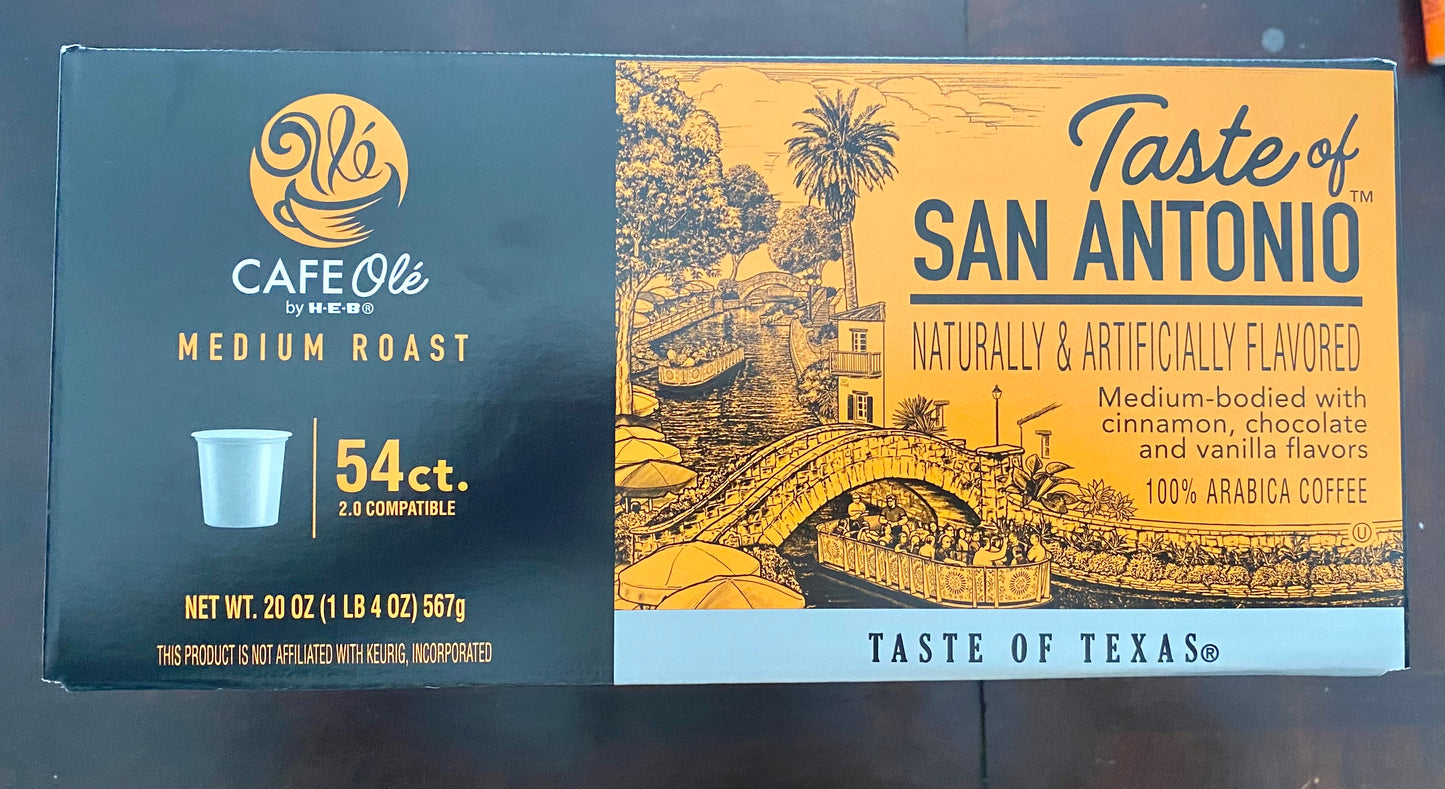 Olé
CAFE Olé
by H-E-B®
MEDIUM ROAST
54ct.
2.0 COMPATIBLE
NET WT. 20 OZ (1 LB 4 OZ) 567g
THIS PRODUCT IS NOT AFFILIATED WITH KEURIG, INCORPORATED
Taste of
SAN ANTONIO™
NATURALLY & ARTIFICIALLY FLAVORED
Medium-bodied with
cinnamon, chocolate
and vanilla flavors
100% ARABICA COFFEE
U
TASTE OF TEXAS®